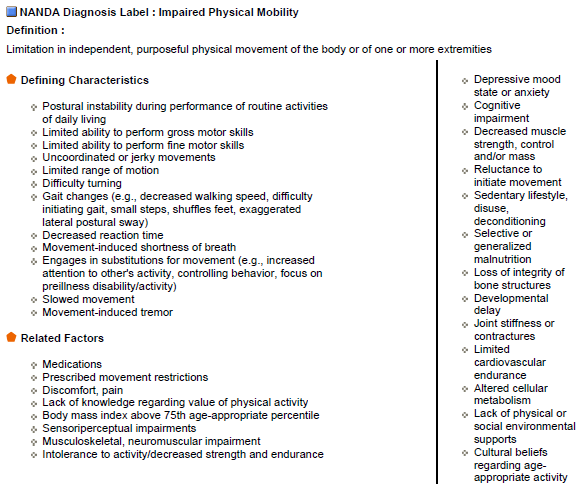 NANDA Diagnosis Label : Impaired Physical Mobility
Definition :
Limitation in independent, purposeful physical movement of the body or of one or more extremities
Defining Characteristics
Postural instability during performance of routine activities
of daily living
Limited ability to perform gross motor skills
Limited ability to perform fine motor skills
Uncoordinated or jerky movements
Limited range of motion
Difficulty turning
Gait changes (e.g., decreased walking speed, difficulty
initiating gait, small steps, shuffles feet, exaggerated
lateral postural sway)
Decreased reaction time
Movement-induced shortness of breath
Engages in substitutions for movement (e.g., increased
attention to other's activity, controlling behavior, focus on
preillness disability/activity)
Slowed movement
Movement-induced tremor
Related Factors
Medications
Prescribed movement restrictions
Discomfort, pain
Lack of knowledge regarding value of physical activity
Body mass index above 75th age-appropriate percentile
Sensoriperceptual impairments
Musculoskeletal, neuromuscular impairment
Intolerance to activity/decreased strength and endurance
Depressive mood
state or anxiety
Cognitive
impairment
Decreased muscle
strength, control
and/or mass
Reluctance to
initiate movement
Sedentary lifestyle,
disuse,
deconditioning
Selective or
generalized
malnutrition
Loss of integrity of
bone structures
Developmental
delay
Joint stiffness or
contractures
Limited
cardiovascular
endurance
Altered cellular
metabolism
Lack of physical or
social environmental
supports
Cultural beliefs
regarding age-
appropriate activity